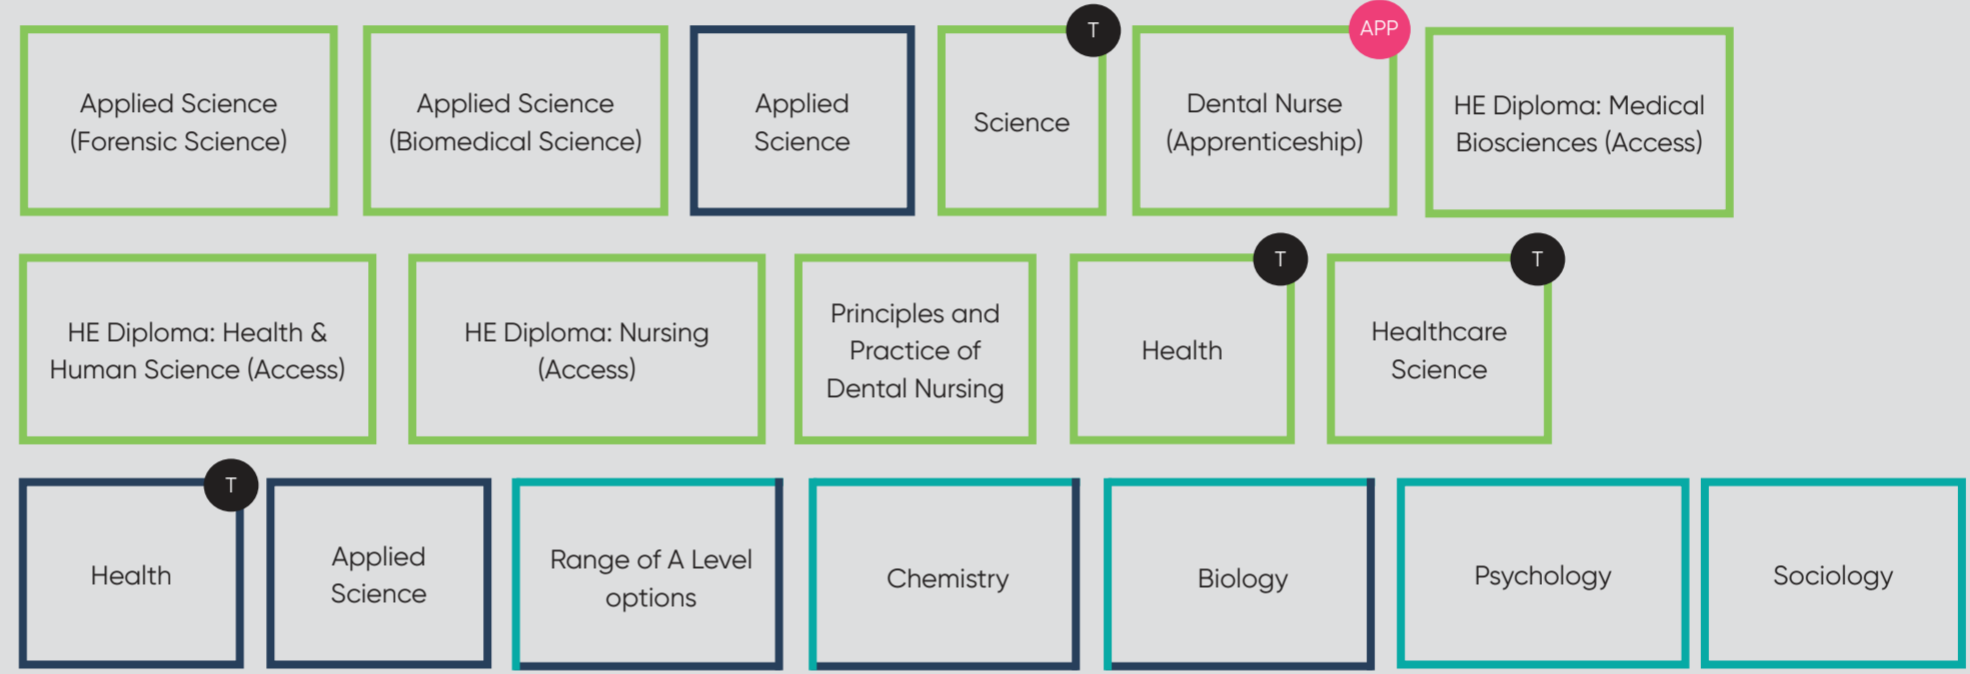 T
APP
Applied Science
(Forensic Science)
Applied Science
(Biomedical Science)
Applied
Science
Science
Dental Nurse
(Apprenticeship)
HE Diploma: Medical
Biosciences (Access)
T
T
HE Diploma: Health &
Human Science (Access)
HE Diploma: Nursing
(Access)
Principles and
Practice of
Dental Nursing
Health
Healthcare
Science
T
Health
Applied
Science
Range of A Level
options
Chemistry
Biology
Psychology
Sociology